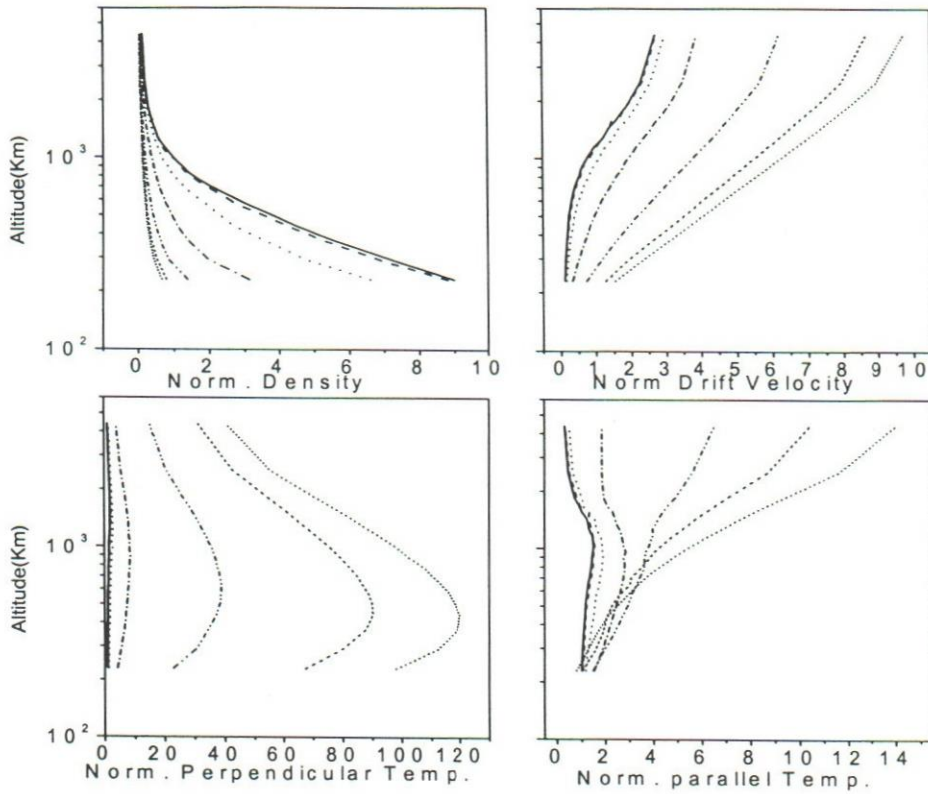 Altitude(Km)
10³
10²
0 2 4 6 8 10
Norm. Density
0 1 2 3 4 5 6 7 8 9 10
Norm Drift Velocity
Altitude(Km)
10³
10²
0 20 40 60 80 100 120
Norm. Perpendicular Temp.
0 2 4 6 8 10 12 14
Norm. parallel Temp.